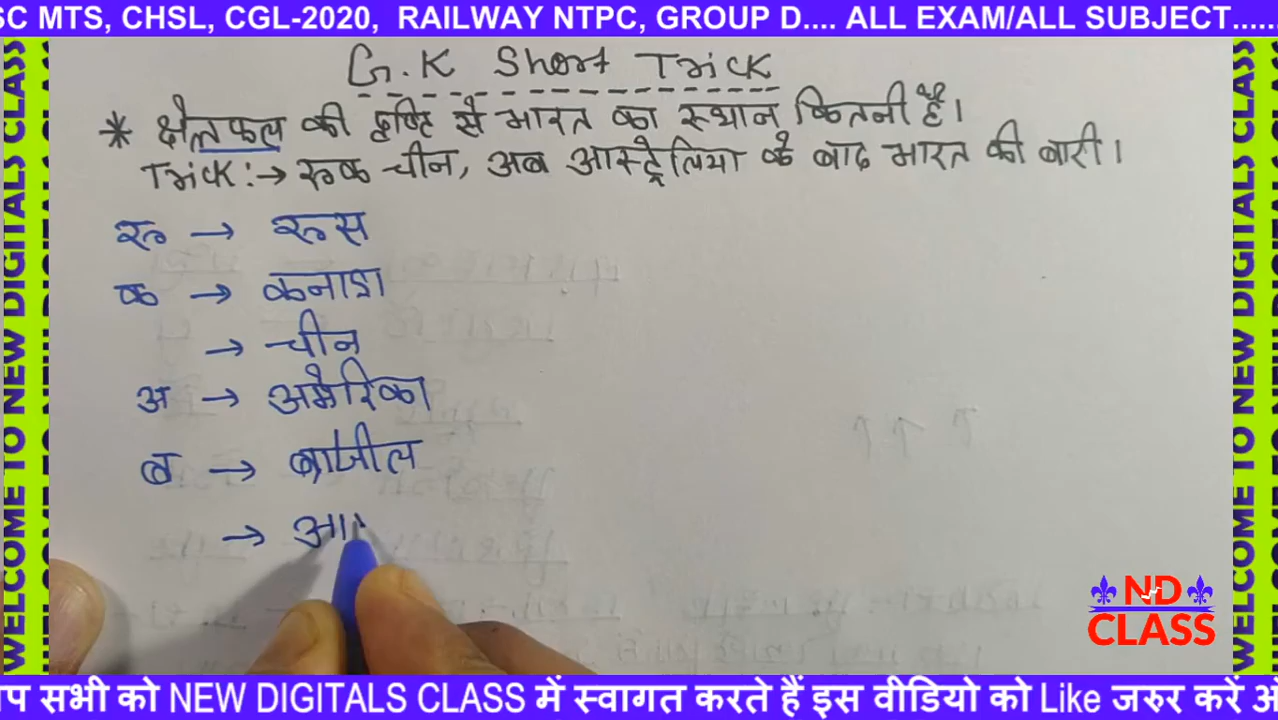 SC MTS, CHSL, CGL-2020, RAILWAY NTPC, GROUP D.... ALL EXAM/ALL SUBJECT......
G.K Short Trick
* क्षेत्रफल की दृष्टि से भारत का स्थान कितनी है।
Trick:→ रुक चीन, अब आस्ट्रेलिया के बाद भारत की बारी।
रु → रुस
क → कनाडा
→ चीन
अ → अमेरिका
ब → ब्राजील
→ आ
ND
CLASS
WELCOME TO NEW DIGITALS CLASS
WELCOME TO NEW DIGITALS CLASS
प सभी को NEW DIGITALS CLASS में स्वागत करते हैं इस वीडियो को Like जरुर करें